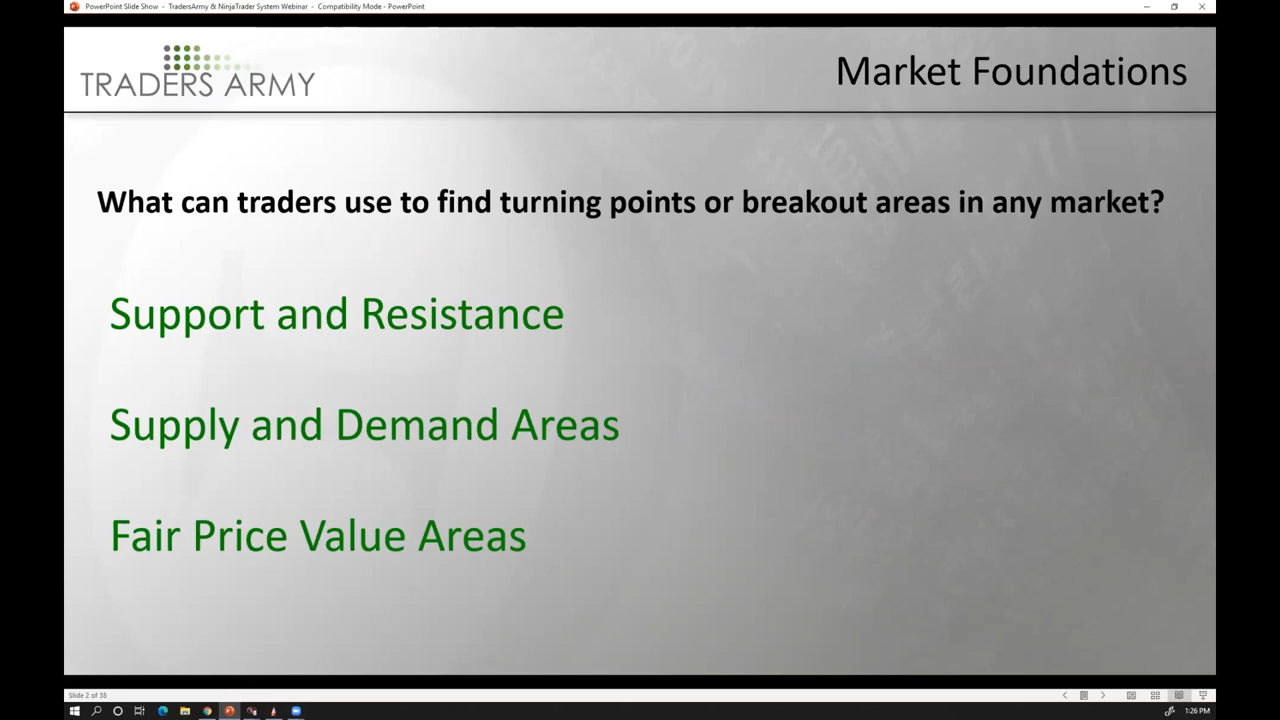 PowerPoint Slide Show - TradersArmy & NinjaTrader System Webinar - Compatibility Mode - PowerPoint
TRADERS ARMY
Market Foundations
What can traders use to find turning points or breakout areas in any market?
Support and Resistance
Supply and Demand Areas
Fair Price Value Areas
Slide 2 of 38
1:26 PM